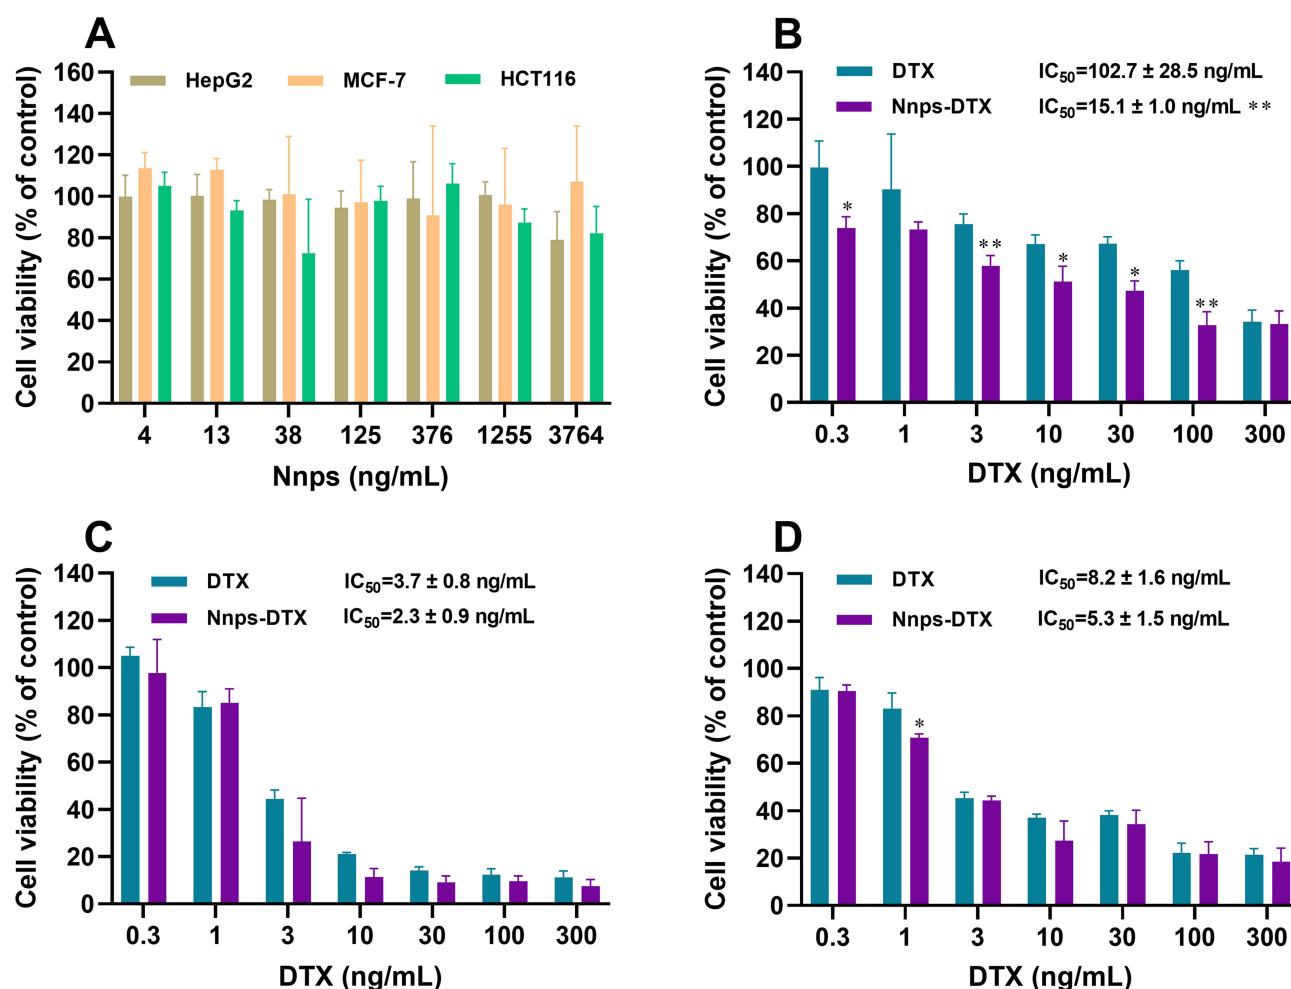 A
Cell viability (% of control)
160
140
120
100
80
60
40
20
0
HepG2 MCF-7 HCT116
4 13 38 125 376 1255 3764
Nnps (ng/mL)
B
Cell viability (% of control)
140
120
100
80
60
40
20
0
DTX IC50=102.7 ± 28.5 ng/mL
Nnps-DTX IC50=15.1 ± 1.0 ng/mL **
* ** * * **
0.3 1 3 10 30 100 300
DTX (ng/mL)
C
Cell viability (% of control)
140
120
100
80
60
40
20
0
DTX IC50=3.7 ± 0.8 ng/mL
Nnps-DTX IC50=2.3 ± 0.9 ng/mL
0.3 1 3 10 30 100 300
DTX (ng/mL)
D
Cell viability (% of control)
140
120
100
80
60
40
20
0
DTX IC50=8.2 ± 1.6 ng/mL
Nnps-DTX IC50=5.3 ± 1.5 ng/mL
*
0.3 1 3 10 30 100 300
DTX (ng/mL)